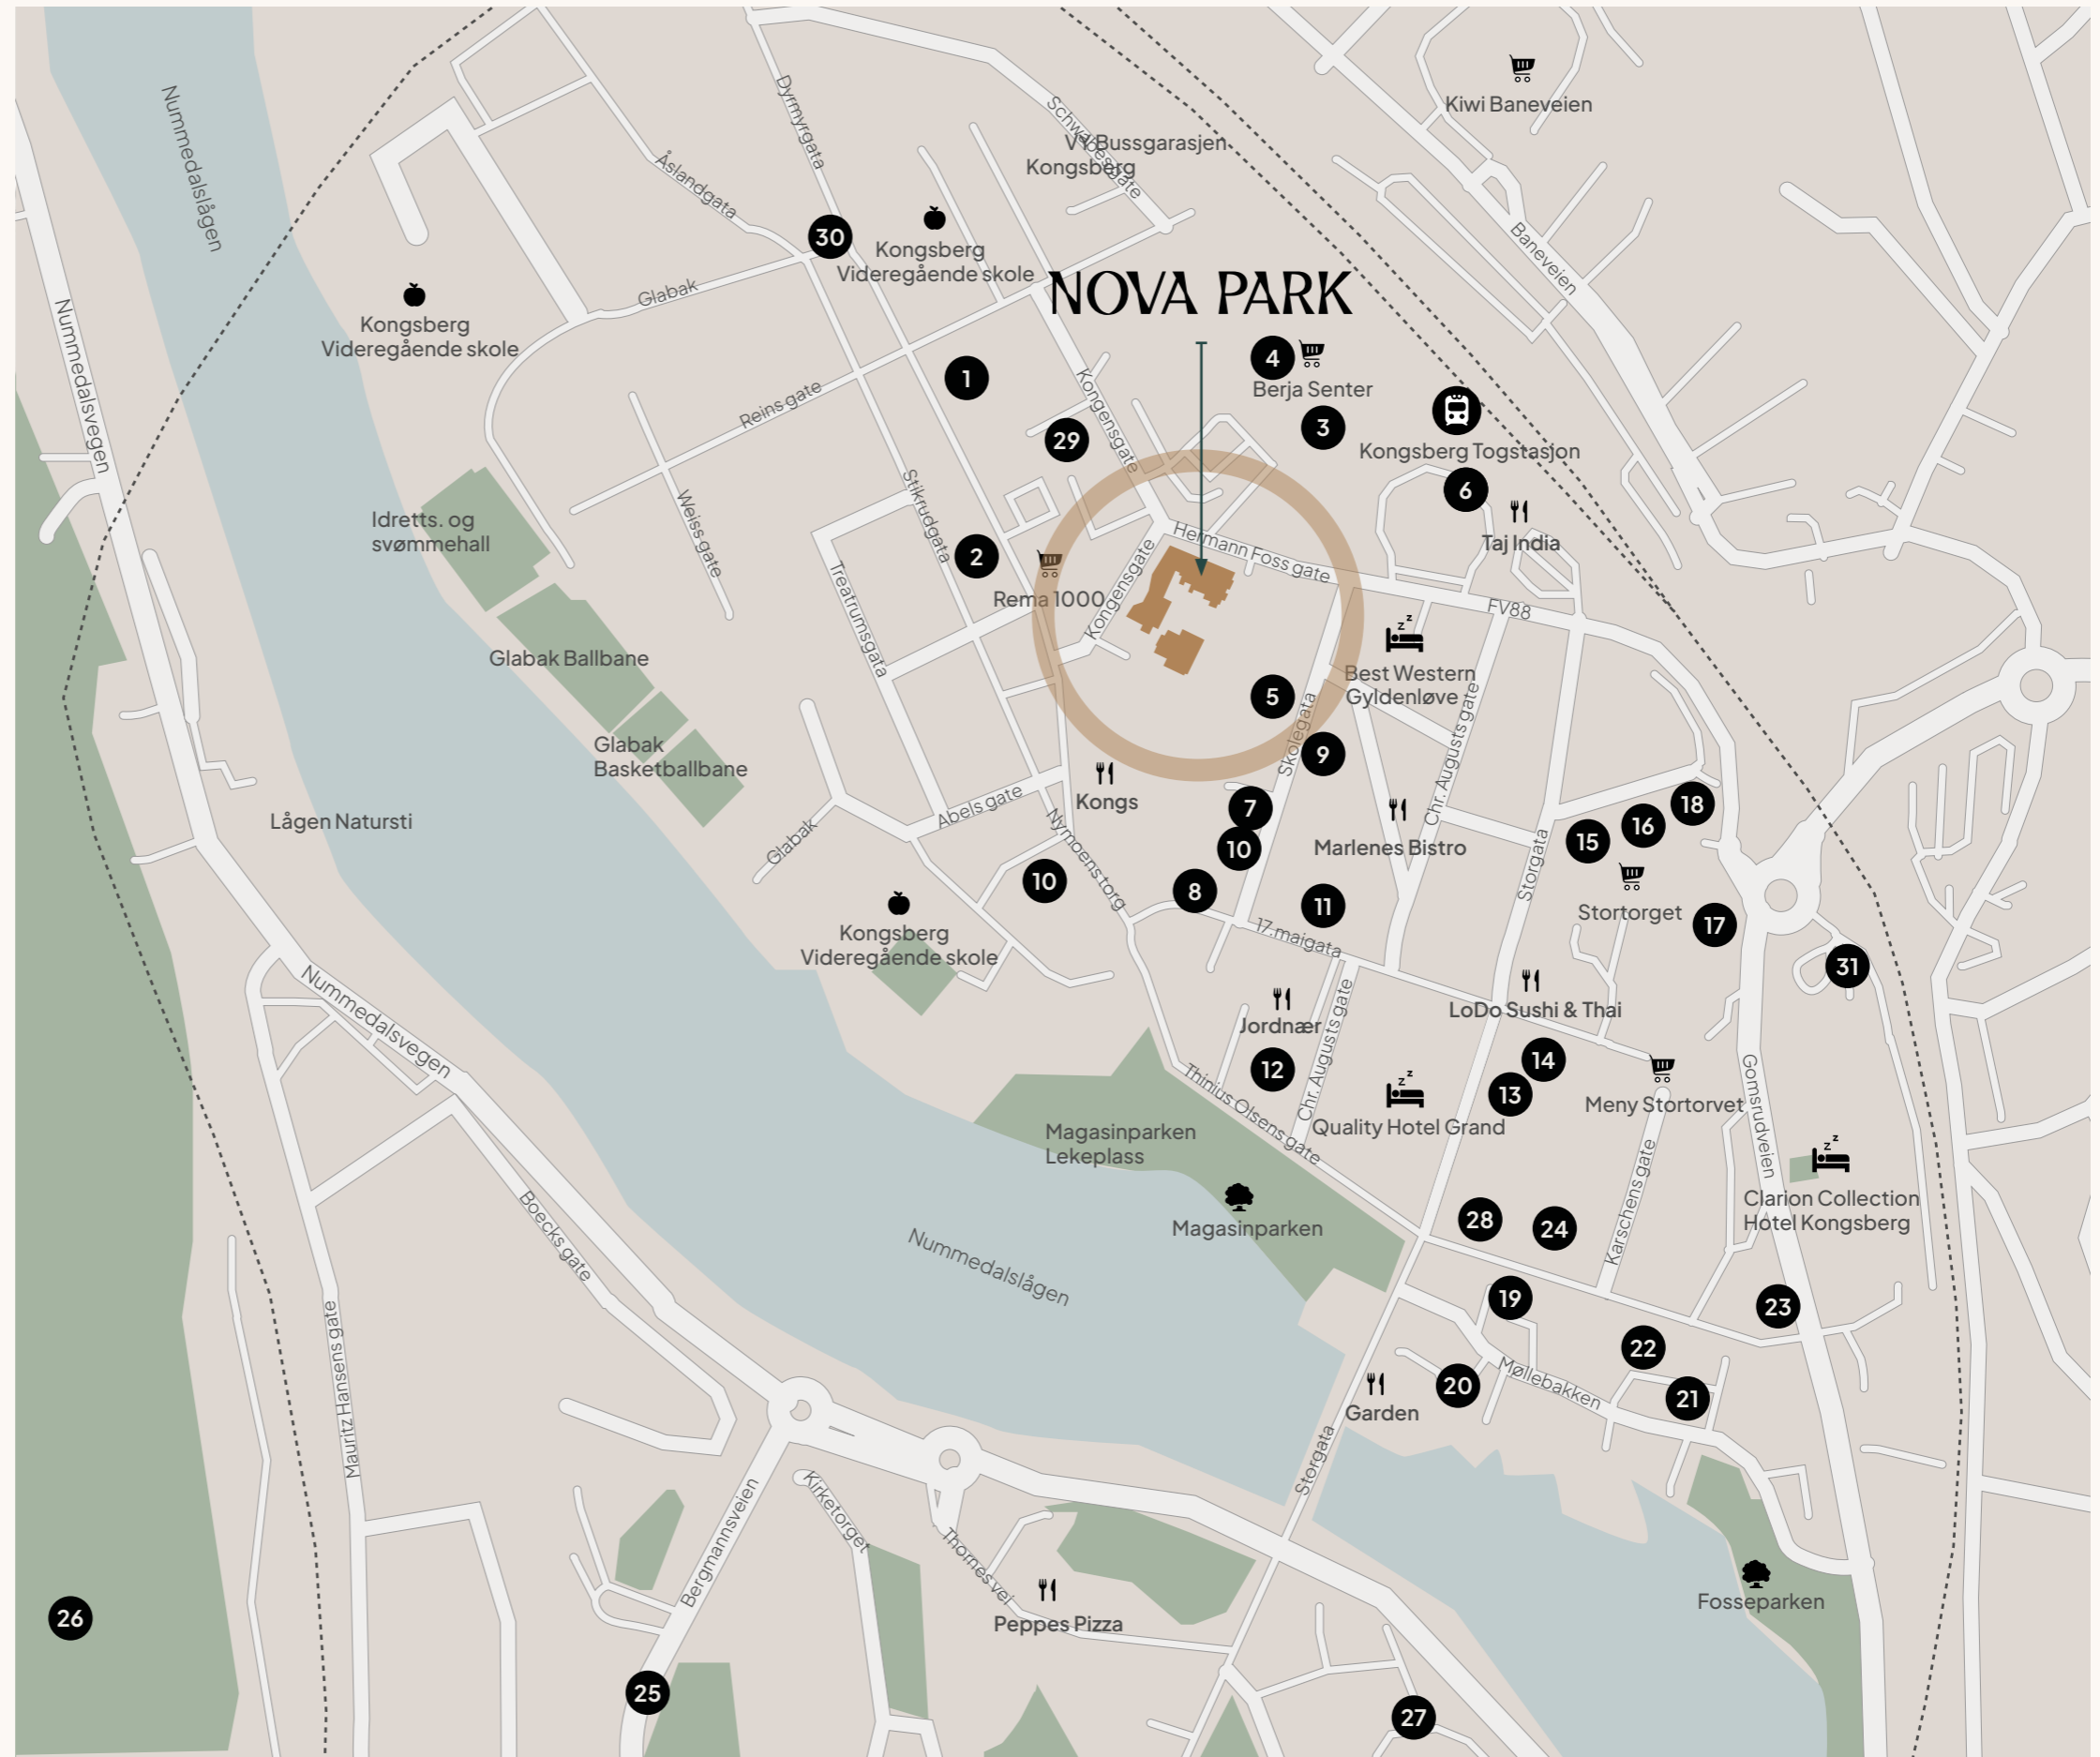 Kiwi Baneveien
Nummedalslågen
Dyrmyrgata
Schwabesgate
VY Bussgarasjen
Kongsberg
Åslandgata
30
Kongsberg
Videregående skole
Baneveien
NOVA PARK
Glabak
Kongsberg
Videregående skole
Nummedalsvegen
4
Berja Senter
1
Reins gate
Kongensgate
29
3
Kongsberg Togstasjon
6
Taj India
Idretts. og
svømmehall
Weiss gate
Stikrudgata
2
Rema 1000
Kongensgate
Hermann Foss gate
FV88
Treatrumsgata
Glabak Ballbane
Best Western
Gyldenløve
5
Skolegata
Chr. Augusts gate
9
Glabak
Basketballbane
Kongs
Lågen Natursti
Abels gate
Glabak
Nymoens torg
7
10
Marlenes Bistro
Storgata
15
16
18
Stortorget
17
10
8
11
17. maigata
Kongsberg
Videregående skole
31
Nummedalsvegen
Jordnær
LoDo Sushi & Thai
12
Chr. Augusts gate
14
13
Meny Stortorvet
Gomsrudveien
Thinius Olsens gate
Quality Hotel Grand
Magasinparken
Lekeplass
Karschens gate
Clarion Collection
Hotel Kongsberg
Magasinparken
28
24
Boecks gate
Nummedalslågen
19
23
22
Møllebakken
21
20
Garden
Mauritz Hansens gate
Storgata
Bergmannsveien
Kirketorget
Thornesvei
Peppes Pizza
Fosseparken
26
25
27